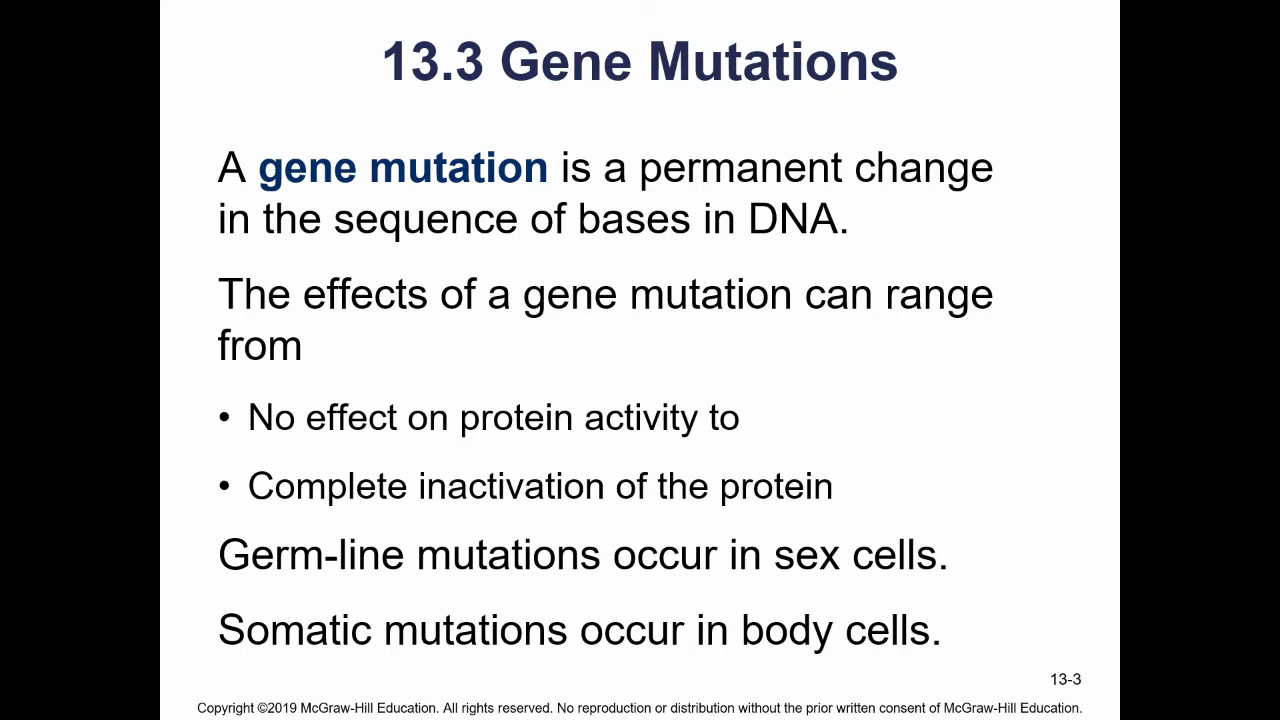 13.3 Gene Mutations
A gene mutation is a permanent change
in the sequence of bases in DNA.
The effects of a gene mutation can range
from
• No effect on protein activity to
• Complete inactivation of the protein
Germ-line mutations occur in sex cells.
Somatic mutations occur in body cells.
13-3
Copyright ©2019 McGraw-Hill Education. All rights reserved. No reproduction or distribution without the prior written consent of McGraw-Hill Education.